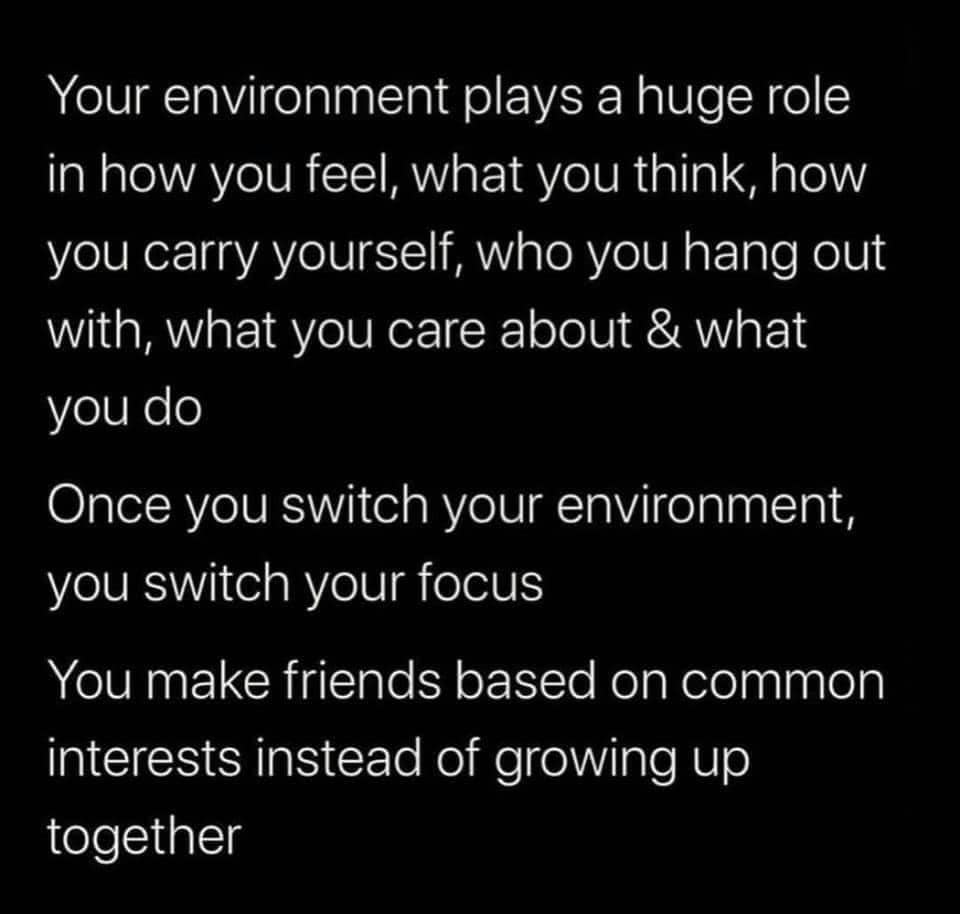 Your environment plays a huge role
in how you feel, what you think, how
you carry yourself, who you hang out
with, what you care about & what
you do
Once you switch your environment,
you switch your focus
You make friends based on common
interests instead of growing up
together